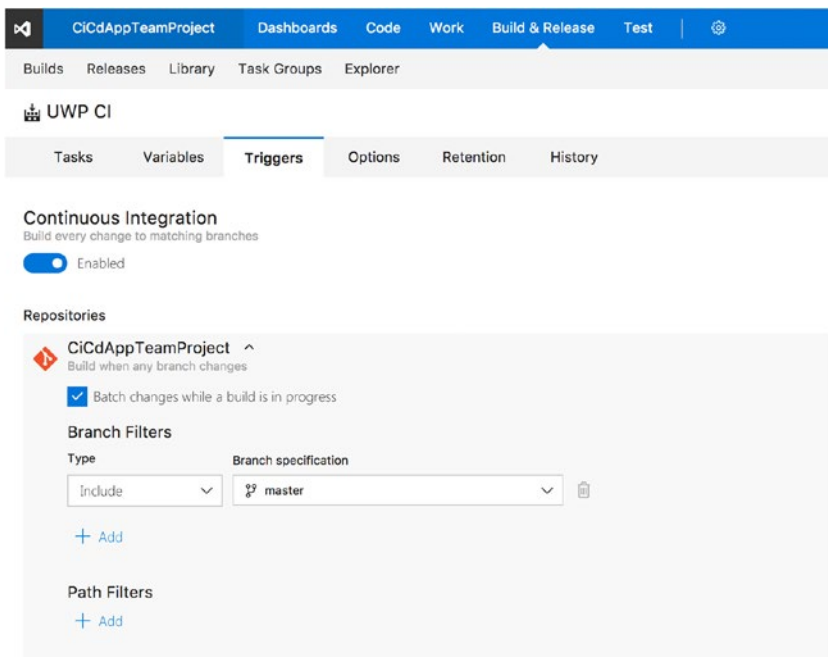 CiCdAppTeamProject Dashboards Code Work Build & Release Test
Builds Releases Library Task Groups Explorer
UWP CI
Tasks Variables Triggers Options Retention History
Continuous Integration
Build every change to matching branches
Enabled
Repositories
CiCdAppTeamProject
Build when any branch changes
Batch changes while a build is in progress
Branch Filters
Type Branch specification
Include master
+ Add
Path Filters
+ Add